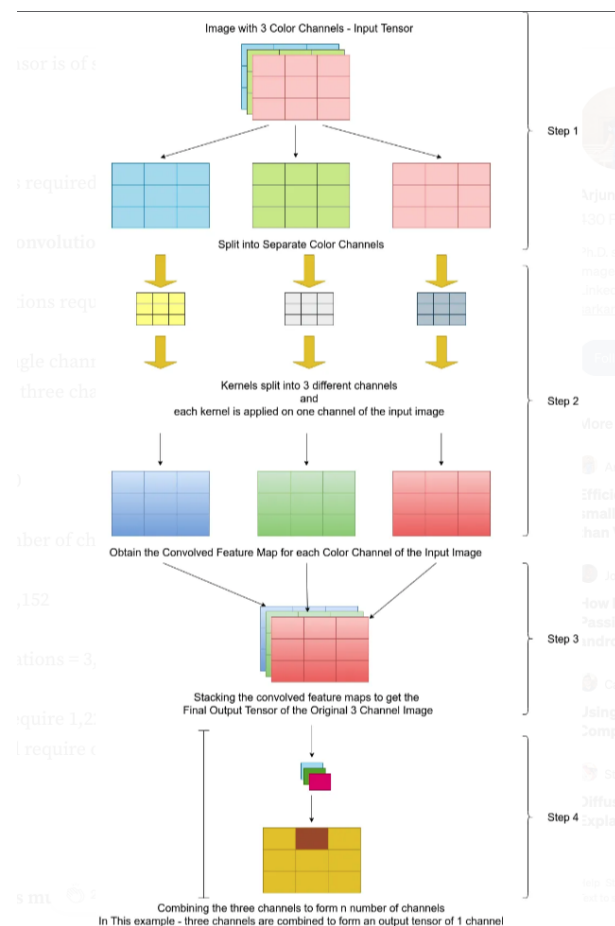 Image with 3 Color Channels - Input Tensor
Step 1
Split into Separate Color Channels
Kernels split into 3 different channels
and
each kernel is applied on one channel of the input image
Step 2
Obtain the Convolved Feature Map for each Color Channel of the Input Image
Step 3
Stacking the convolved feature maps to get the
Final Output Tensor of the Original 3 Channel Image
Step 4
Combining the three channels to form n number of channels
In This example - three channels are combined to form an output tensor of 1 channel